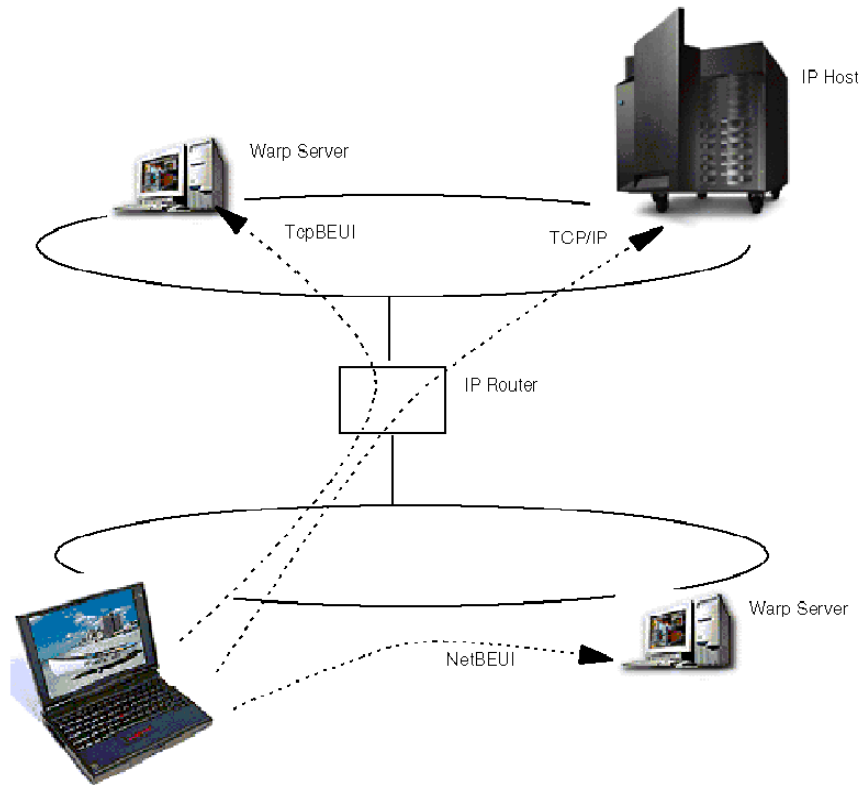 IP Host
Warp Server
TcpBEUI
TCP/IP
IP Router
Warp Server
NetBEUI